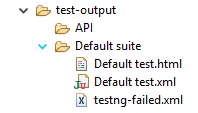 test-output
API
Default suite
Default test.html
Default test.xml
testng-failed.xml